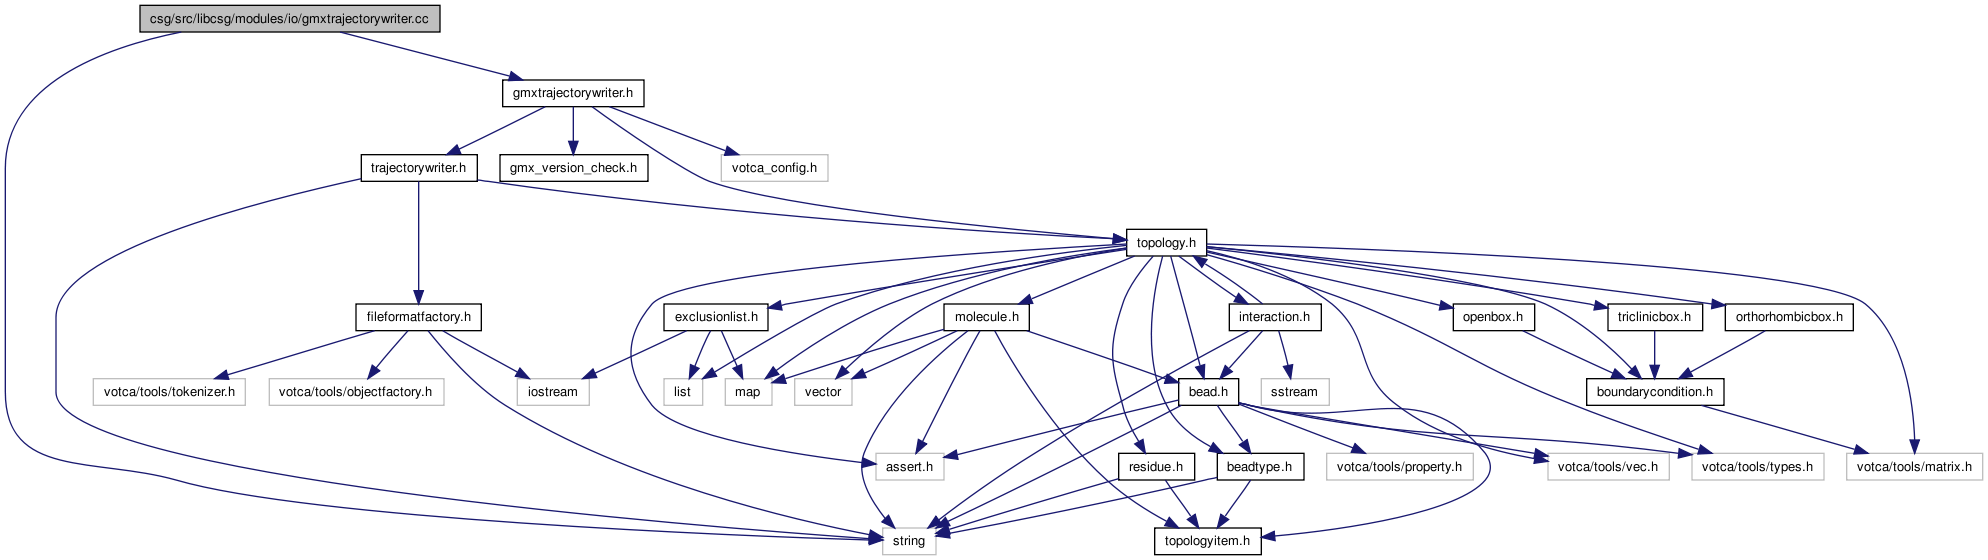 csg/src/libcsg/modules/io/gmxtrajectorywriter.cc
gmxtrajectorywriter.h
trajectorywriter.h
gmx_version_check.h
votca_config.h
topology.h
fileformatfactory.h
exclusionlist.h
molecule.h
interaction.h
openbox.h
triclinicbox.h
orthorhombicbox.h
votca/tools/tokenizer.h
votca/tools/objectfactory.h
iostream
list
map
vector
bead.h
sstream
boundarycondition.h
assert.h
residue.h
beadtype.h
votca/tools/property.h
votca/tools/vec.h
votca/tools/types.h
votca/tools/matrix.h
string
topologyitem.h